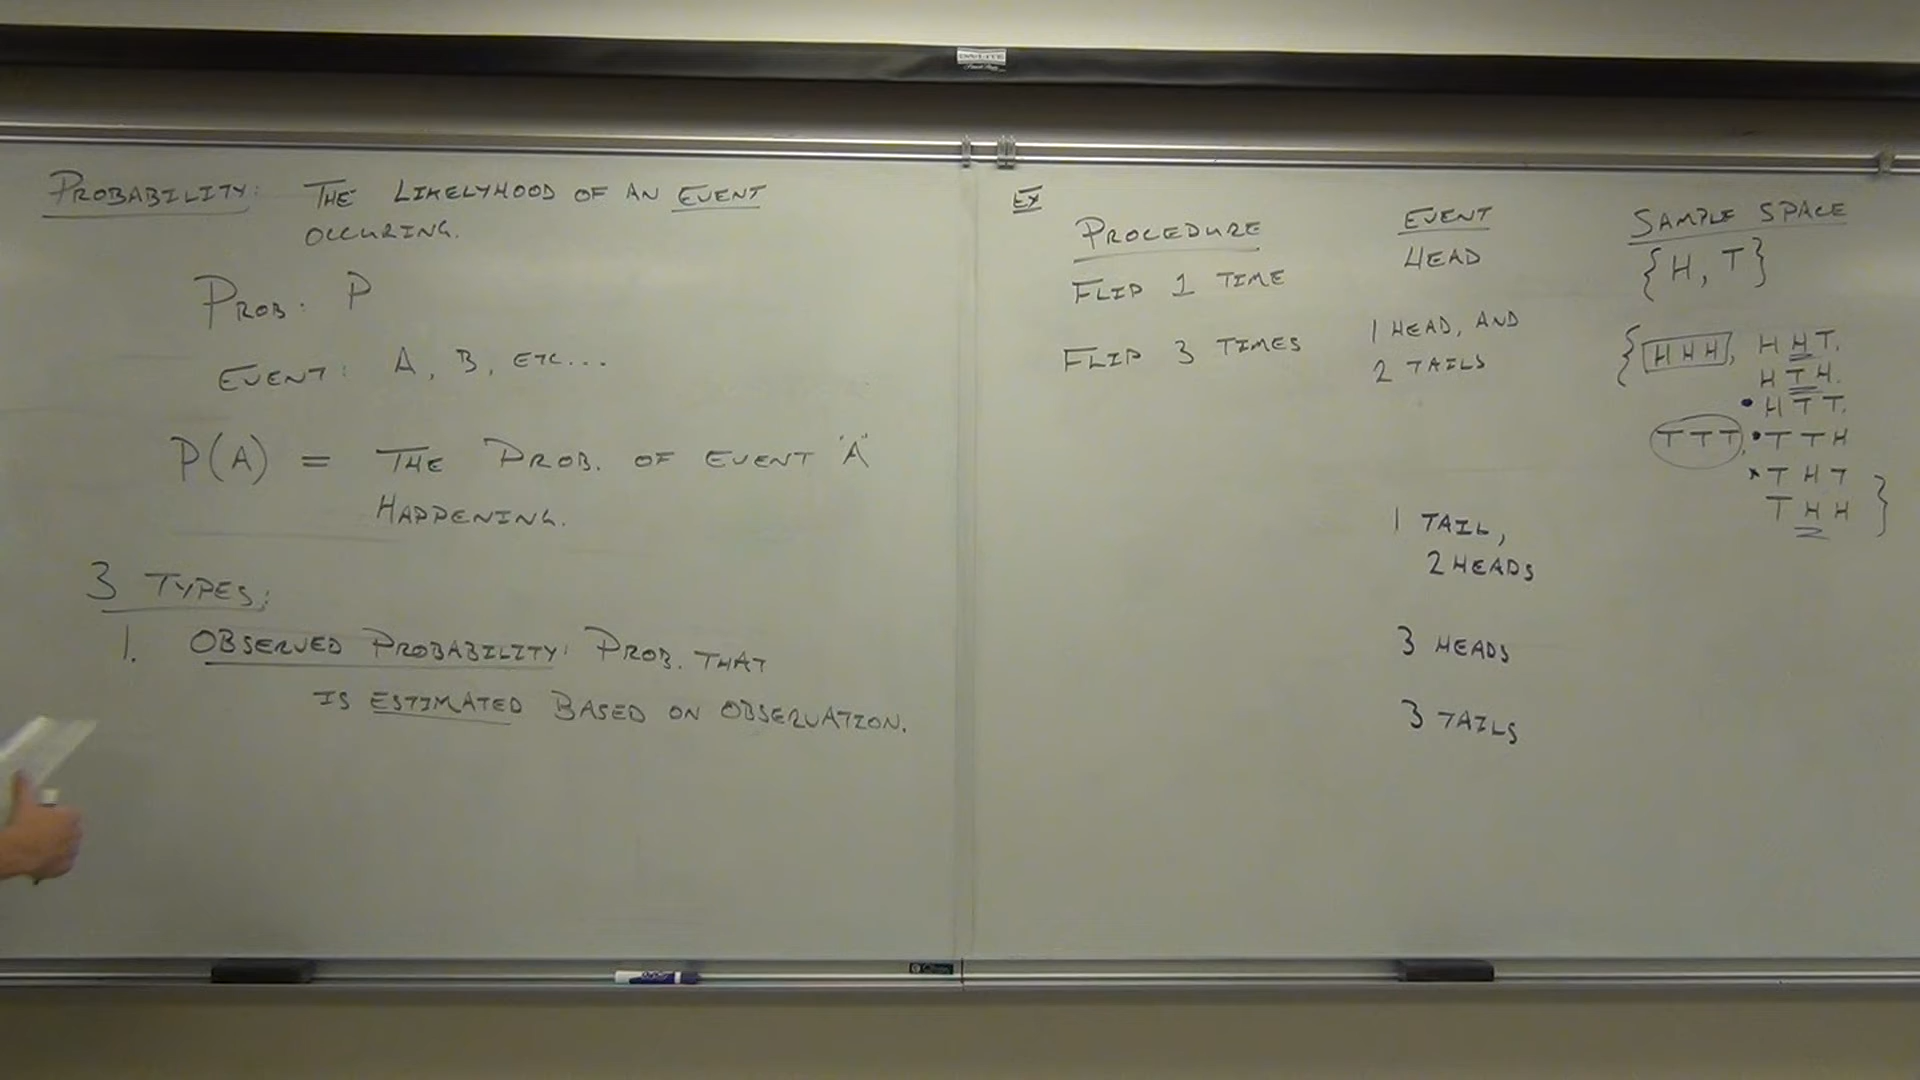 PROBABILITY: THE LIKELYHOOD OF AN EVENT
OCCURING.
PROB: P
EVENT: A, B, ETC...
P(A) = THE PROB. OF EVENT "A"
HAPPENING.
3 TYPES:
1. OBSERVED PROBABILITY: PROB. THAT
IS ESTIMATED BASED ON OBSERVATION.
EX
PROCEDURE
FLIP 1 TIME
FLIP 3 TIMES
EVENT
HEAD
1 HEAD, AND
2 TAILS
1 TAIL,
2 HEADS
3 HEADS
3 TAILS
SAMPLE SPACE
{H, T}
{HHH, HHT,
HTH,
• HTT,
TTT, • TTH
• THT
THH}